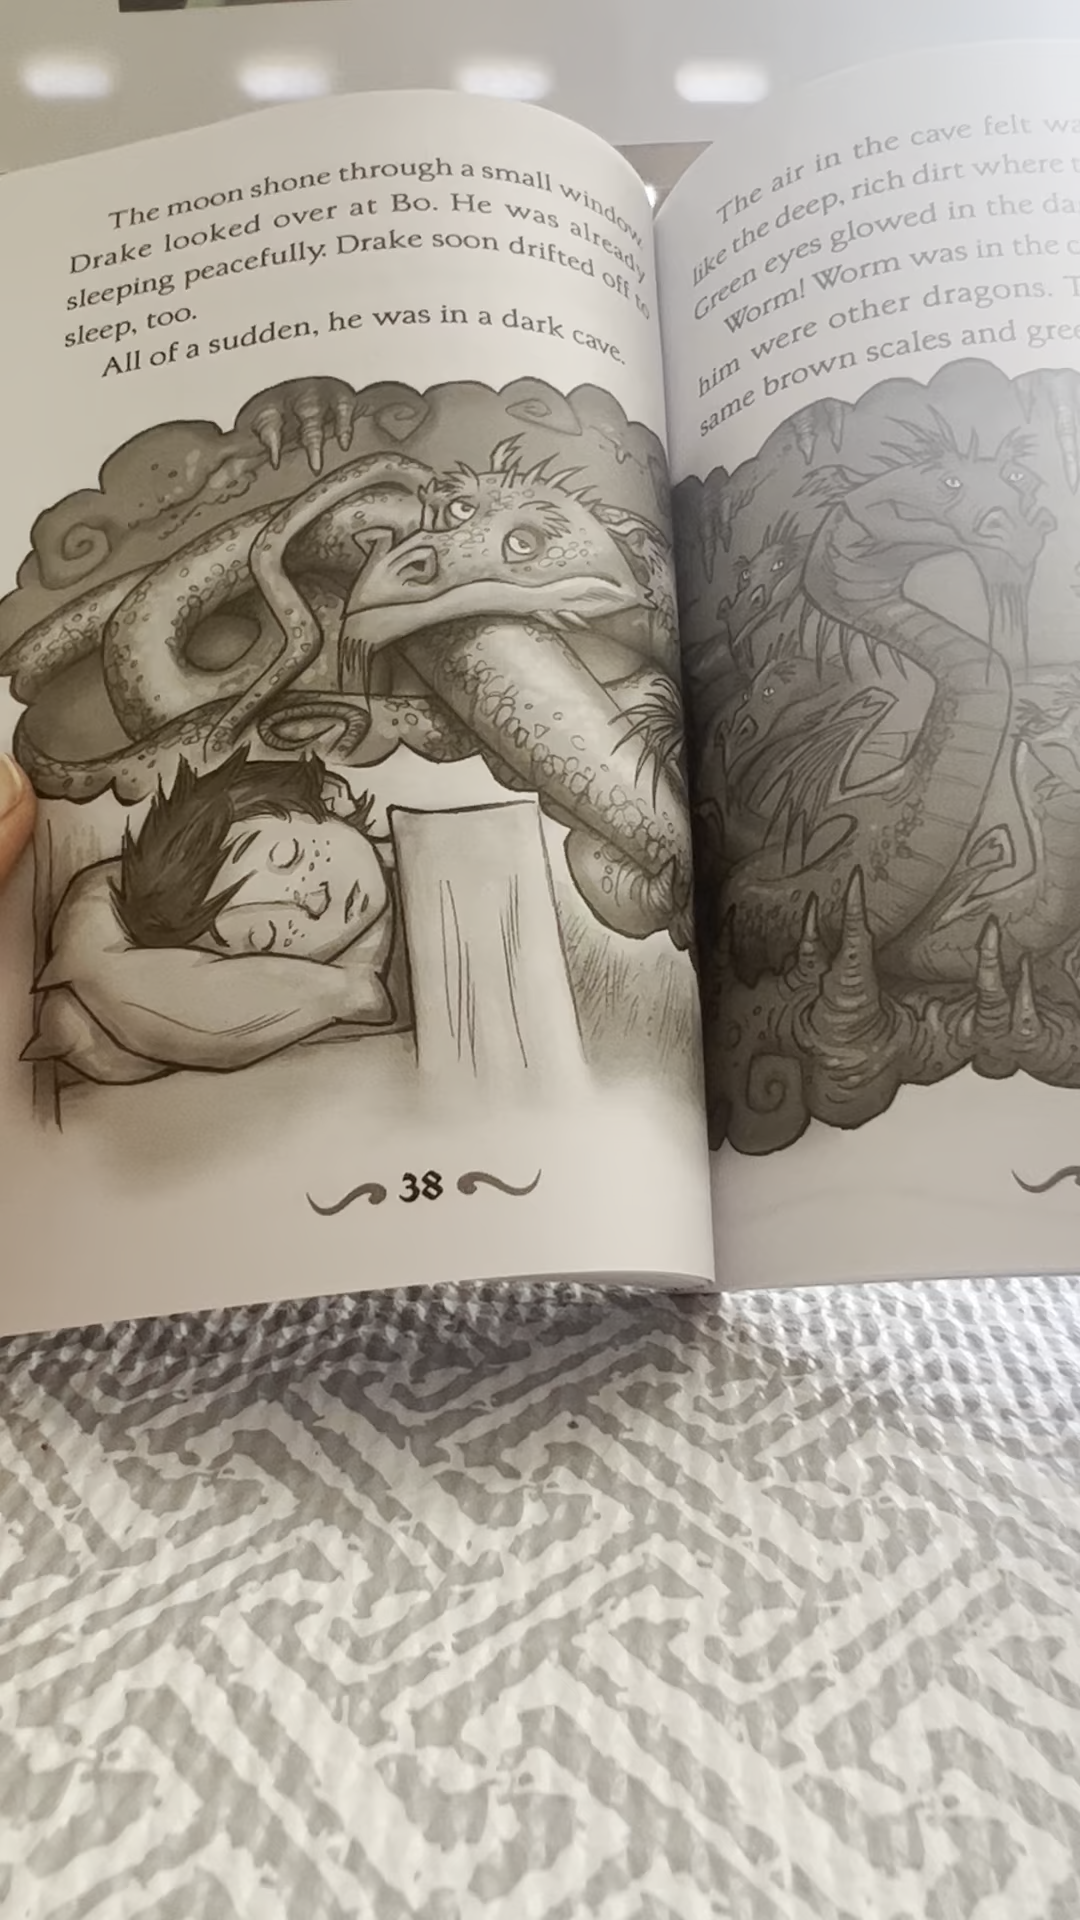 The moon shone through a small window.
Drake looked over at Bo. He was already
sleeping peacefully. Drake soon drifted off to
sleep, too.
All of a sudden, he was in a dark cave.
38
The air in the cave felt
like the deep, rich dirt where
Green eyes glowed in the
Worm! Worm was in the
him were other dragons.
same brown scales and